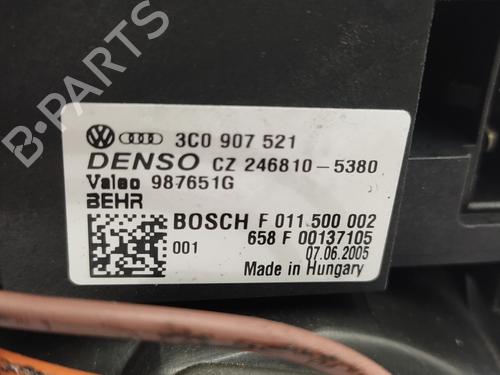 B-PARTS
3C0 907 521
DENSO CZ 246810-5380
Valeo 987651G
BEHR
BOSCH F 011 500 002
001 658 F 00137105
07.06.2005
Made in Hungary